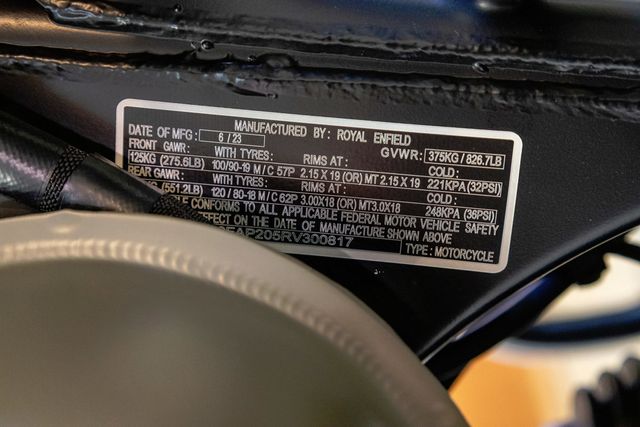 MANUFACTURED BY: ROYAL ENFIELD
DATE OF MFG: 6 / 23 GVWR: 375KG / 826.7LB
FRONT GAWR: WITH TYRES: RIMS AT: COLD:
125KG (275.6LB) 100/90-19 M/C 57P 2.15 X 19 (OR) MT 2.15 X 19 221KPA(32PSI)
REAR GAWR: WITH TYRES: RIMS AT: COLD:
(551.2LB) 120 / 80-18 M/C 62P 3.00X18 (OR) MT3.0X18 248KPA (36PSI)
CONFORMS TO ALL APPLICABLE FEDERAL MOTOR VEHICLE SAFETY
EFFECT ON THE DATE OF MANUFACTURE SHOWN ABOVE
AP205RV300817 TYPE: MOTORCYCLE